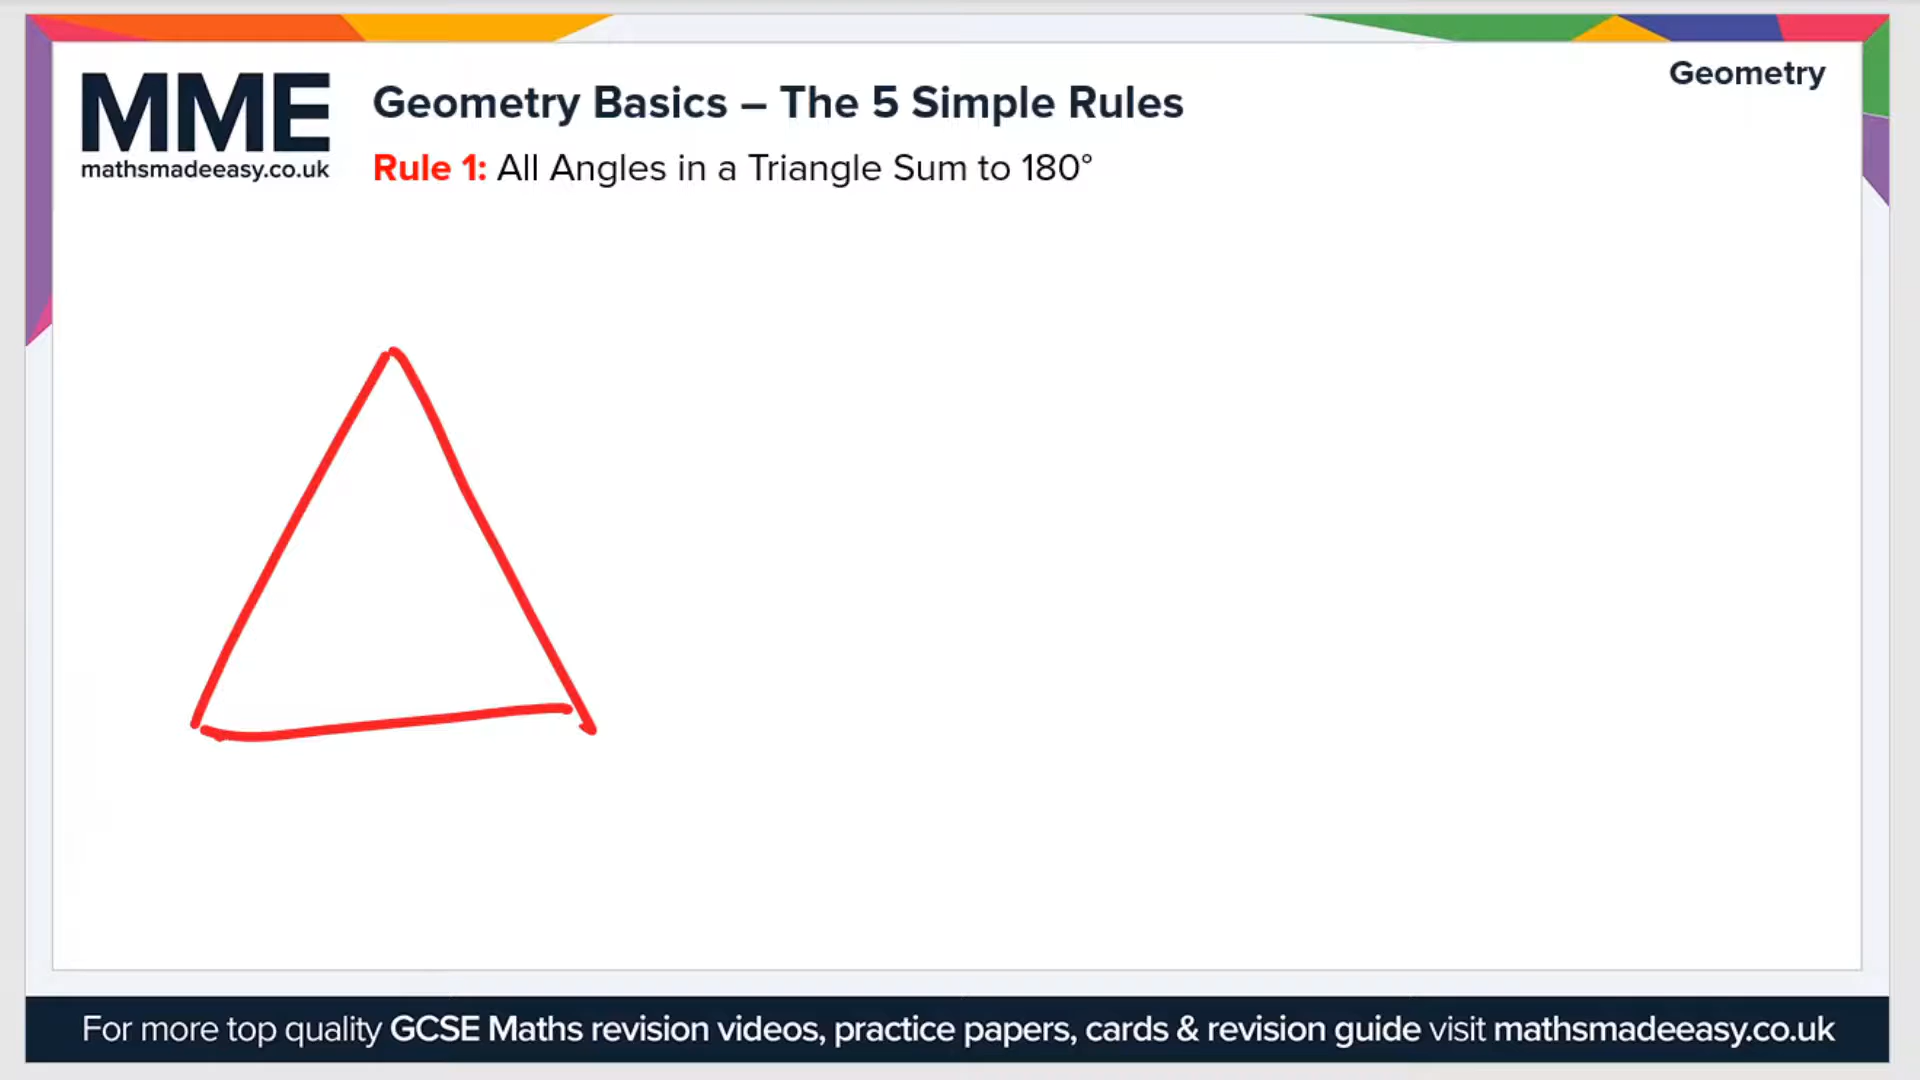 Geometry
MME
mathsmadeeasy.co.uk
Geometry Basics – The 5 Simple Rules
Rule 1: All Angles in a Triangle Sum to 180°
For more top quality GCSE Maths revision videos, practice papers, cards & revision guide visit mathsmadeeasy.co.uk